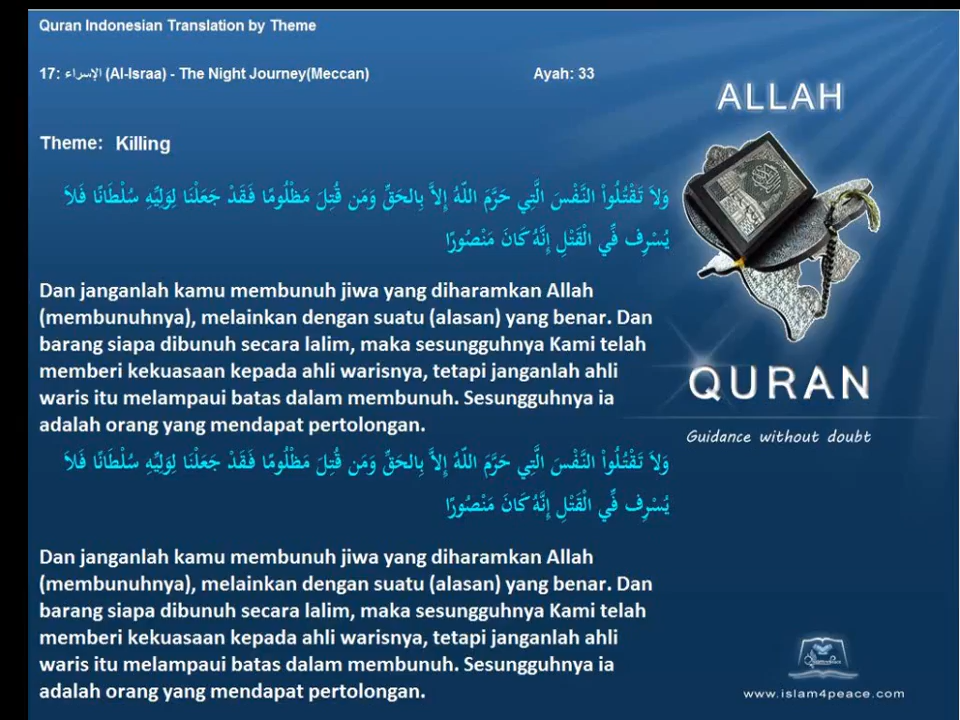 Quran Indonesian Translation by Theme
17: الإسراء (Al-Israa) - The Night Journey(Meccan) Ayah: 33
ALLAH
Theme: Killing
وَلاَ تَقْتُلُواْ النَّفْسَ الَّتِي حَرَّمَ اللّهُ إِلاَّ بِالحَقِّ وَمَن قُتِلَ مَظْلُومًا فَقَدْ جَعَلْنَا لِوَلِيِّهِ سُلْطَانًا فَلاَ
يُسْرِف فِّي الْقَتْلِ إِنَّهُ كَانَ مَنْصُورًا
Dan janganlah kamu membunuh jiwa yang diharamkan Allah
(membunuhnya), melainkan dengan suatu (alasan) yang benar. Dan
barang siapa dibunuh secara lalim, maka sesungguhnya Kami telah
memberi kekuasaan kepada ahli warisnya, tetapi janganlah ahli
waris itu melampaui batas dalam membunuh. Sesungguhnya ia
adalah orang yang mendapat pertolongan.
QURAN
Guidance without doubt
وَلاَ تَقْتُلُواْ النَّفْسَ الَّتِي حَرَّمَ اللّهُ إِلاَّ بِالحَقِّ وَمَن قُتِلَ مَظْلُومًا فَقَدْ جَعَلْنَا لِوَلِيِّهِ سُلْطَانًا فَلاَ
يُسْرِف فِّي الْقَتْلِ إِنَّهُ كَانَ مَنْصُورًا
Dan janganlah kamu membunuh jiwa yang diharamkan Allah
(membunuhnya), melainkan dengan suatu (alasan) yang benar. Dan
barang siapa dibunuh secara lalim, maka sesungguhnya Kami telah
memberi kekuasaan kepada ahli warisnya, tetapi janganlah ahli
waris itu melampaui batas dalam membunuh. Sesungguhnya ia
adalah orang yang mendapat pertolongan.
www.islam4peace.com